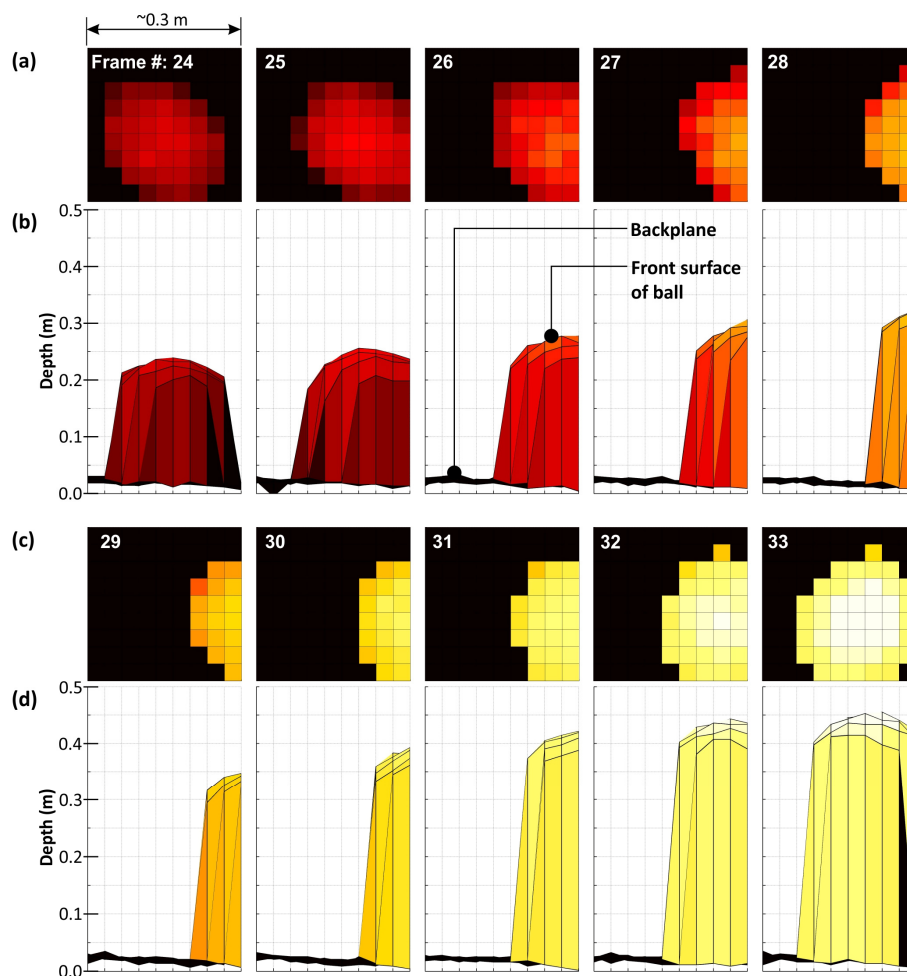 ~0.3 m
(a)
Frame #: 24
25
26
27
28
(b)
0.5
0.4
0.3
0.2
0.1
0.0
Depth (m)
Backplane
Front surface
of ball
(c)
29
30
31
32
33
(d)
0.5
0.4
0.3
0.2
0.1
0.0
Depth (m)